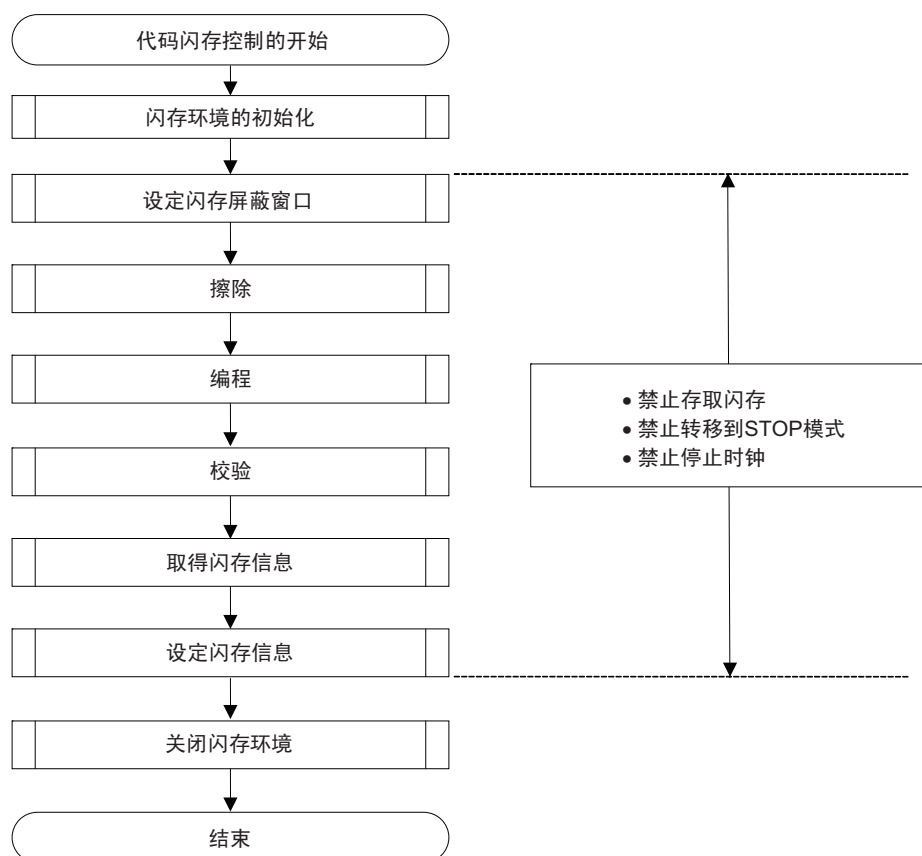 代码闪存控制的开始
闪存环境的初始化
设定闪存屏蔽窗口
擦除
编程
校验
取得闪存信息
设定闪存信息
关闭闪存环境
结束
• 禁止存取闪存
• 禁止转移到STOP模式
• 禁止停止时钟